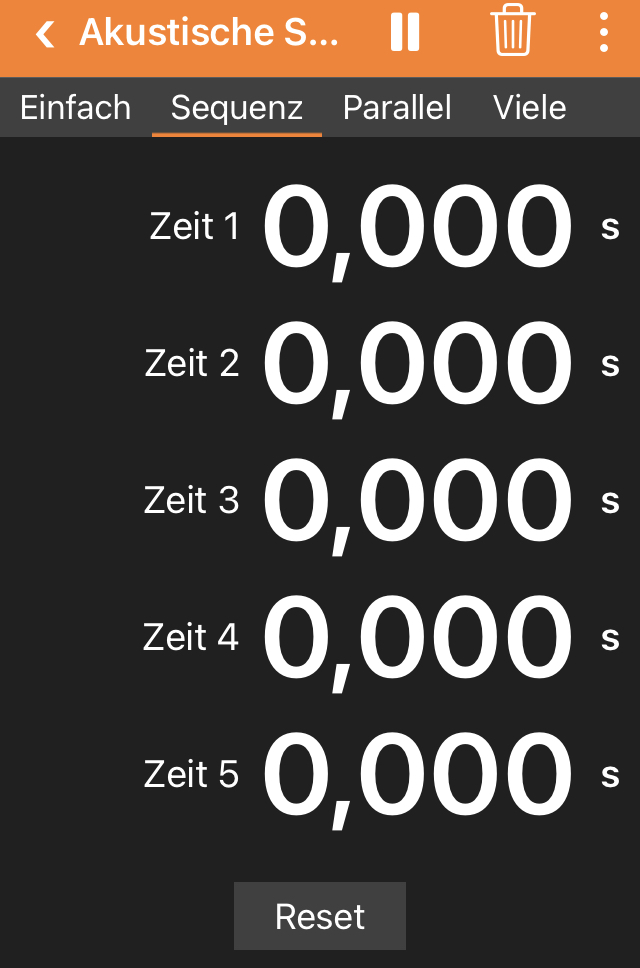 Akustische S...
Einfach Sequenz Parallel Viele
Zeit 1 0,000 s
Zeit 2 0,000 s
Zeit 3 0,000 s
Zeit 4 0,000 s
Zeit 5 0,000 s
Reset